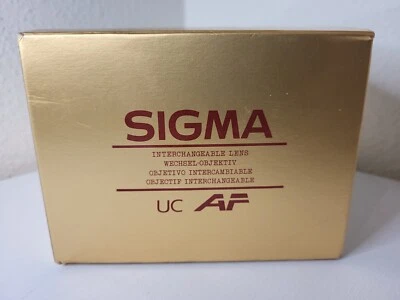 SIGMA
INTERCHANGEABLE LENS
WECHSEL-OBJEKTIV
OBJETIVO INTERCAMBIABLE
OBJECTIF INTERCHANGEABLE
UC AF